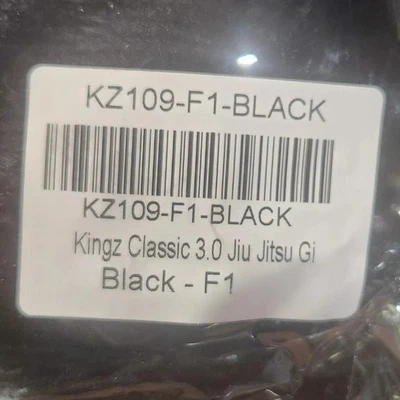 KZ109-F1-BLACK
KZ109-F1-BLACK
Kingz Classic 3.0 Jiu Jitsu Gi
Black - F1